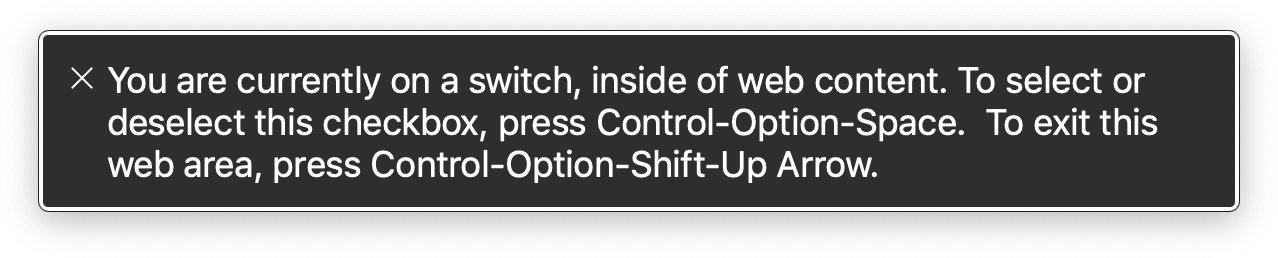 You are currently on a switch, inside of web content. To select or
deselect this checkbox, press Control-Option-Space.  To exit this
web area, press Control-Option-Shift-Up Arrow.